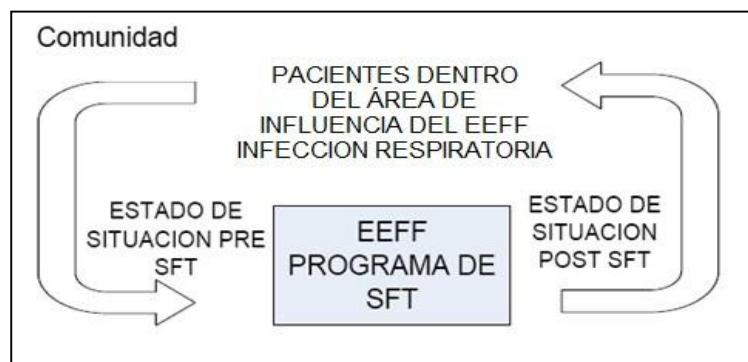 Comunidad
PACIENTES DENTRO
DEL ÁREA DE
INFLUENCIA DEL EEFF
INFECCION RESPIRATORIA
ESTADO DE
SITUACION PRE
SFT
EEFF
PROGRAMA DE
SFT
ESTADO DE
SITUACION
POST SFT